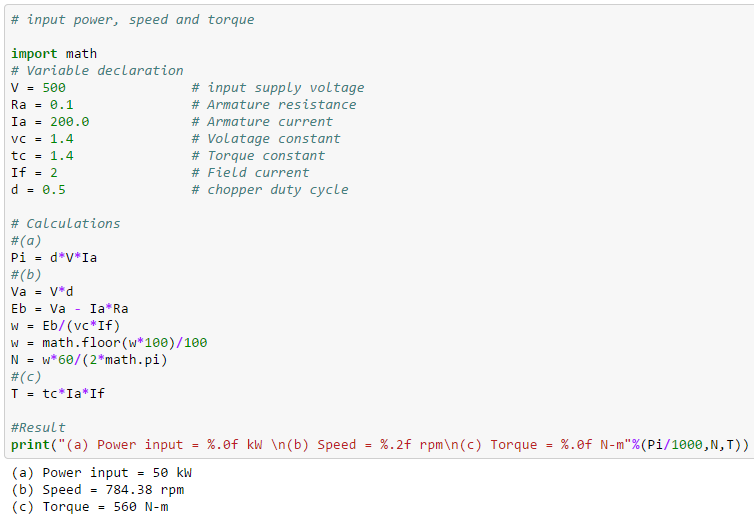 # input power, speed and torque
import math
# Variable declaration
V = 500 # input supply voltage
Ra = 0.1 # Armature resistance
Ia = 200.0 # Armature current
vc = 1.4 # Volatage constant
tc = 1.4 # Torque constant
If = 2 # Field current
d = 0.5 # chopper duty cycle
# Calculations
#(a)
Pi = d*V*Ia
#(b)
Va = V*d
Eb = Va - Ia*Ra
w = Eb/(vc*If)
w = math.floor(w*100)/100
N = w*60/(2*math.pi)
#(c)
T = tc*Ia*If
#Result
print("(a) Power input = %.0f kW \n(b) Speed = %.2f rpm\n(c) Torque = %.0f N-m"%(Pi/1000,N,T))
(a) Power input = 50 kW
(b) Speed = 784.38 rpm
(c) Torque = 560 N-m